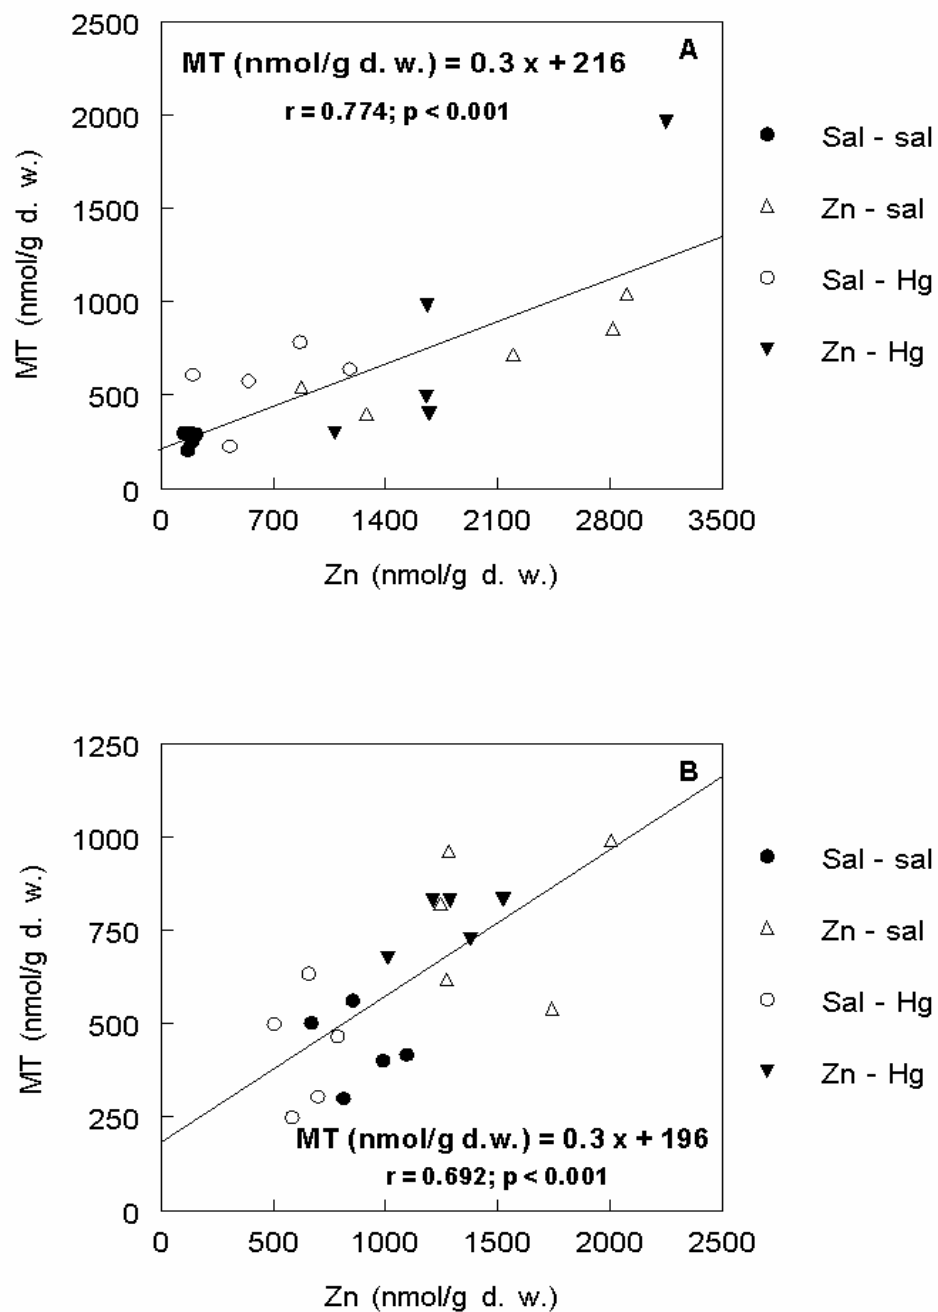 2500
A
MT (nmol/g d. w.) = 0.3 x + 216
r = 0.774; p < 0.001
2000
1500
1000
500
0
MT (nmol/g d. w.)
0 700 1400 2100 2800 3500
Zn (nmol/g d. w.)
Sal - sal
Zn - sal
Sal - Hg
Zn - Hg
1250
B
1000
750
500
250
0
MT (nmol/g d. w.)
MT (nmol/g d.w.) = 0.3 x + 196
r = 0.692; p < 0.001
0 500 1000 1500 2000 2500
Zn (nmol/g d. w.)
Sal - sal
Zn - sal
Sal - Hg
Zn - Hg